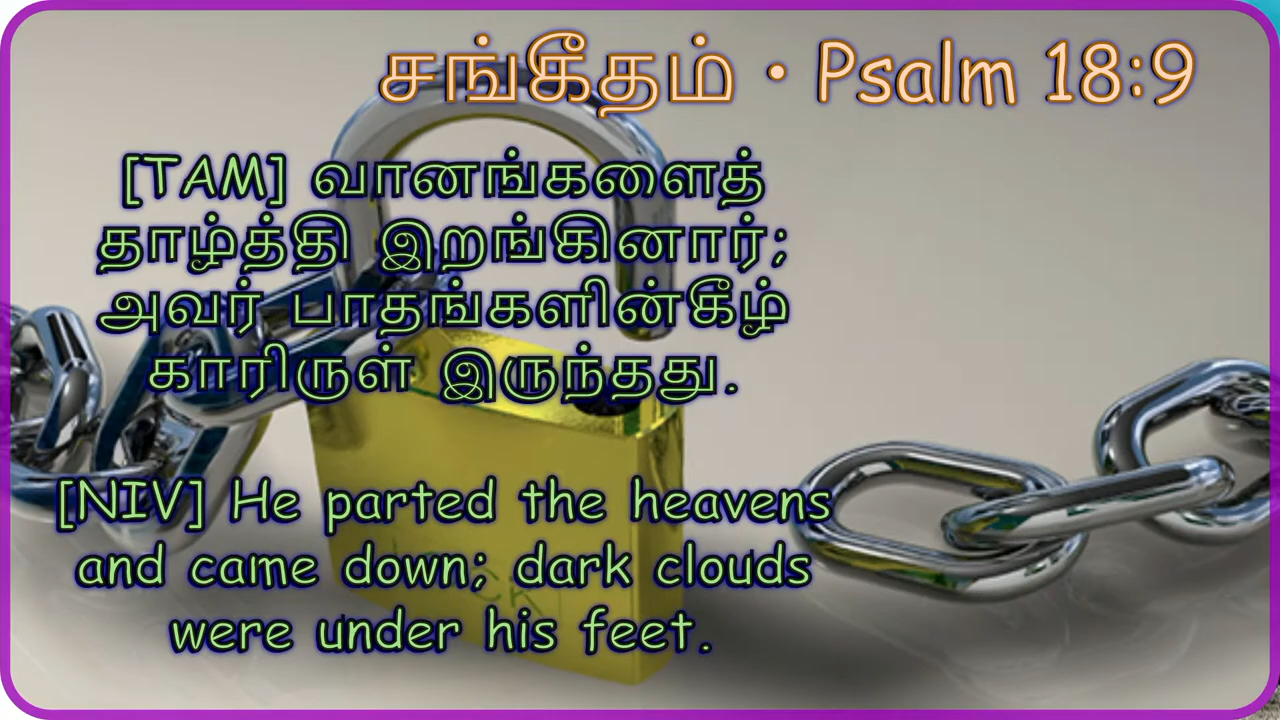 சங்கீதம் · Psalm 18:9
[TAM] வானங்களைத்
தாழ்த்தி இறங்கினார்;
அவர் பாதங்களின்கீழ்
காரிருள் இருந்தது.
[NIV] He parted the heavens
and came down; dark clouds
were under his feet.